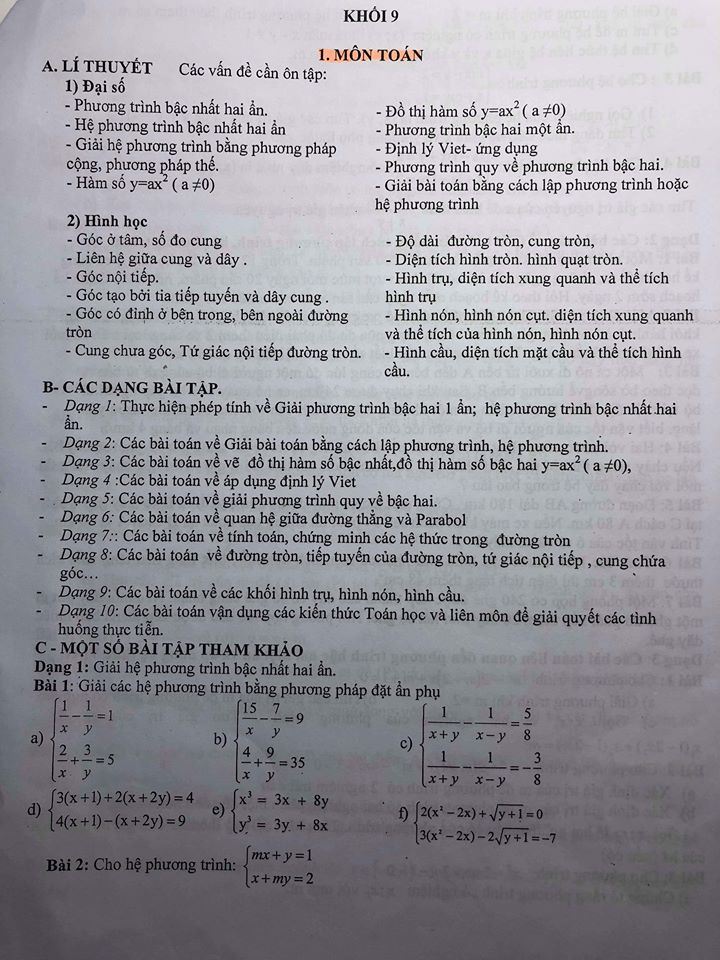 KHỐI 9
1. MÔN TOÁN
A. LÍ THUYẾT Các vấn đề cần ôn tập:
1) Đại số
- Phương trình bậc nhất hai ẩn.
- Hệ phương trình bậc nhất hai ẩn
- Giải hệ phương trình bằng phương pháp
cộng, phương pháp thế.
- Hàm số y=ax² ( a ≠0)
- Đồ thị hàm số y=ax² ( a ≠0)
- Phương trình bậc hai một ẩn.
- Định lý Viet- ứng dụng
- Phương trình quy về phương trình bậc hai.
- Giải bài toán bằng cách lập phương trình hoặc
hệ phương trình
2) Hình học
- Góc ở tâm, số đo cung
- Liên hệ giữa cung và dây .
- Góc nội tiếp.
- Góc tạo bởi tia tiếp tuyến và dây cung .
- Góc có đỉnh ở bên trong, bên ngoài đường
tròn
- Cung chưa góc, Tứ giác nội tiếp đường tròn.
- Độ dài đường tròn, cung tròn,
- Diện tích hình tròn. hình quạt tròn.
- Hình trụ, diện tích xung quanh và thể tích
hình trụ
- Hình nón, hình nón cụt. diện tích xung quanh
và thể tích của hình nón, hình nón cụt.
- Hình cầu, diện tích mặt cầu và thể tích hình
cầu.
B- CÁC DẠNG BÀI TẬP.
- Dạng 1: Thực hiện phép tính về Giải phương trình bậc hai 1 ẩn; hệ phương trình bậc nhất hai
ẩn.
- Dạng 2: Các bài toán về Giải bài toán bằng cách lập phương trình, hệ phương trình.
- Dạng 3: Các bài toán về vẽ đồ thị hàm số bậc nhất,đồ thị hàm số bậc hai y=ax² ( a ≠0),
- Dạng 4 :Các bài toán về áp dụng định lý Viet
- Dạng 5: Các bài toán về giải phương trình quy về bậc hai.
- Dạng 6: Các bài toán về quan hệ giữa đường thẳng và Parabol
- Dạng 7:: Các bài toán về tính toán, chứng minh các hệ thức trong đường tròn
- Dạng 8: Các bài toán về đường tròn, tiếp tuyến của đường tròn, tứ giác nội tiếp , cung chứa
góc…
- Dạng 9: Các bài toán về các khối hình trụ, hình nón, hình cầu.
- Dạng 10: Các bài toán vận dụng các kiến thức Toán học và liên môn để giải quyết các tình
huống thực tiễn.
C - MỘT SỐ BÀI TẬP THAM KHẢO
Dạng 1: Giải hệ phương trình bậc nhất hai ẩn.
Bài 1: Giải các hệ phương trình bằng phương pháp đặt ẩn phụ
a) { 1/x - 1/y = 1
2/x + 3/y = 5
b) { 15/x - 7/y = 9
4/x + 9/y = 35
c) { 1/(x+y) - 1/(x-y) = 5/8
1/(x+y) - 1/(x-y) = -3/8
d) { 3(x+1)+2(x+2y)=4
4(x+1)-(x+2y)=9
e) { x³ = 3x + 8y
y³ = 3y + 8x
f) { 2(x²-2x)+√(y+1)=0
3(x²-2x)-2√(y+1)=-7
Bài 2: Cho hệ phương trình: { mx+y=1
x+my=2